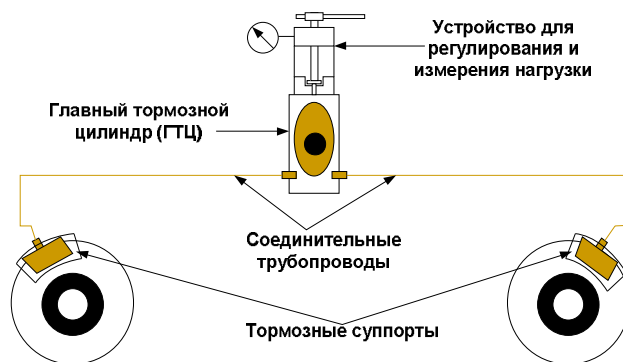 Устройство для
регулирования и
измерения нагрузки
Главный тормозной
цилиндр (ГТЦ)
Соединительные
трубопроводы
Тормозные суппорты